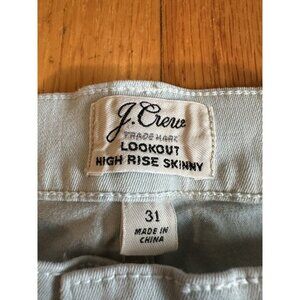 J.Crew
TRADE MARK
LOOKOUT
HIGH RISE SKINNY
31
MADE IN
CHINA